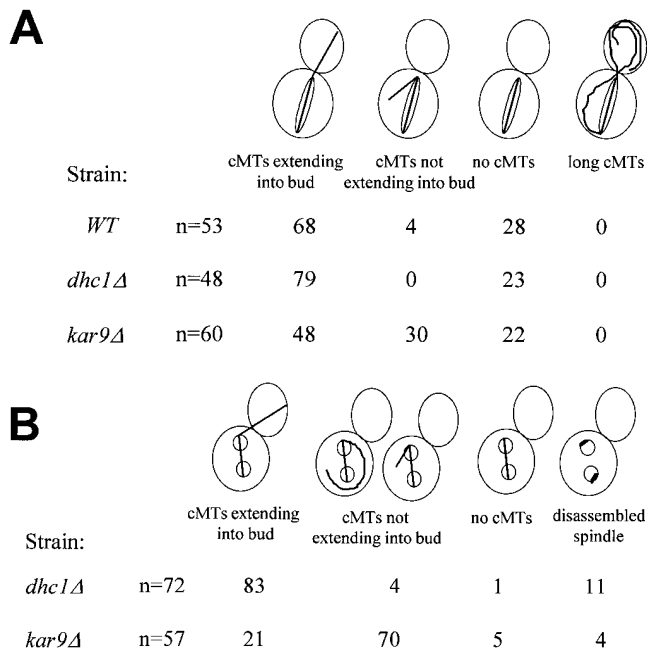 A
cMTs extending into bud
cMTs not extending into bud
no cMTs
long cMTs
Strain:
WT n=53 68 4 28 0
dhc1Δ n=48 79 0 23 0
kar9Δ n=60 48 30 22 0
B
cMTs extending into bud
cMTs not extending into bud
no cMTs
disassembled spindle
Strain:
dhc1Δ n=72 83 4 1 11
kar9Δ n=57 21 70 5 4